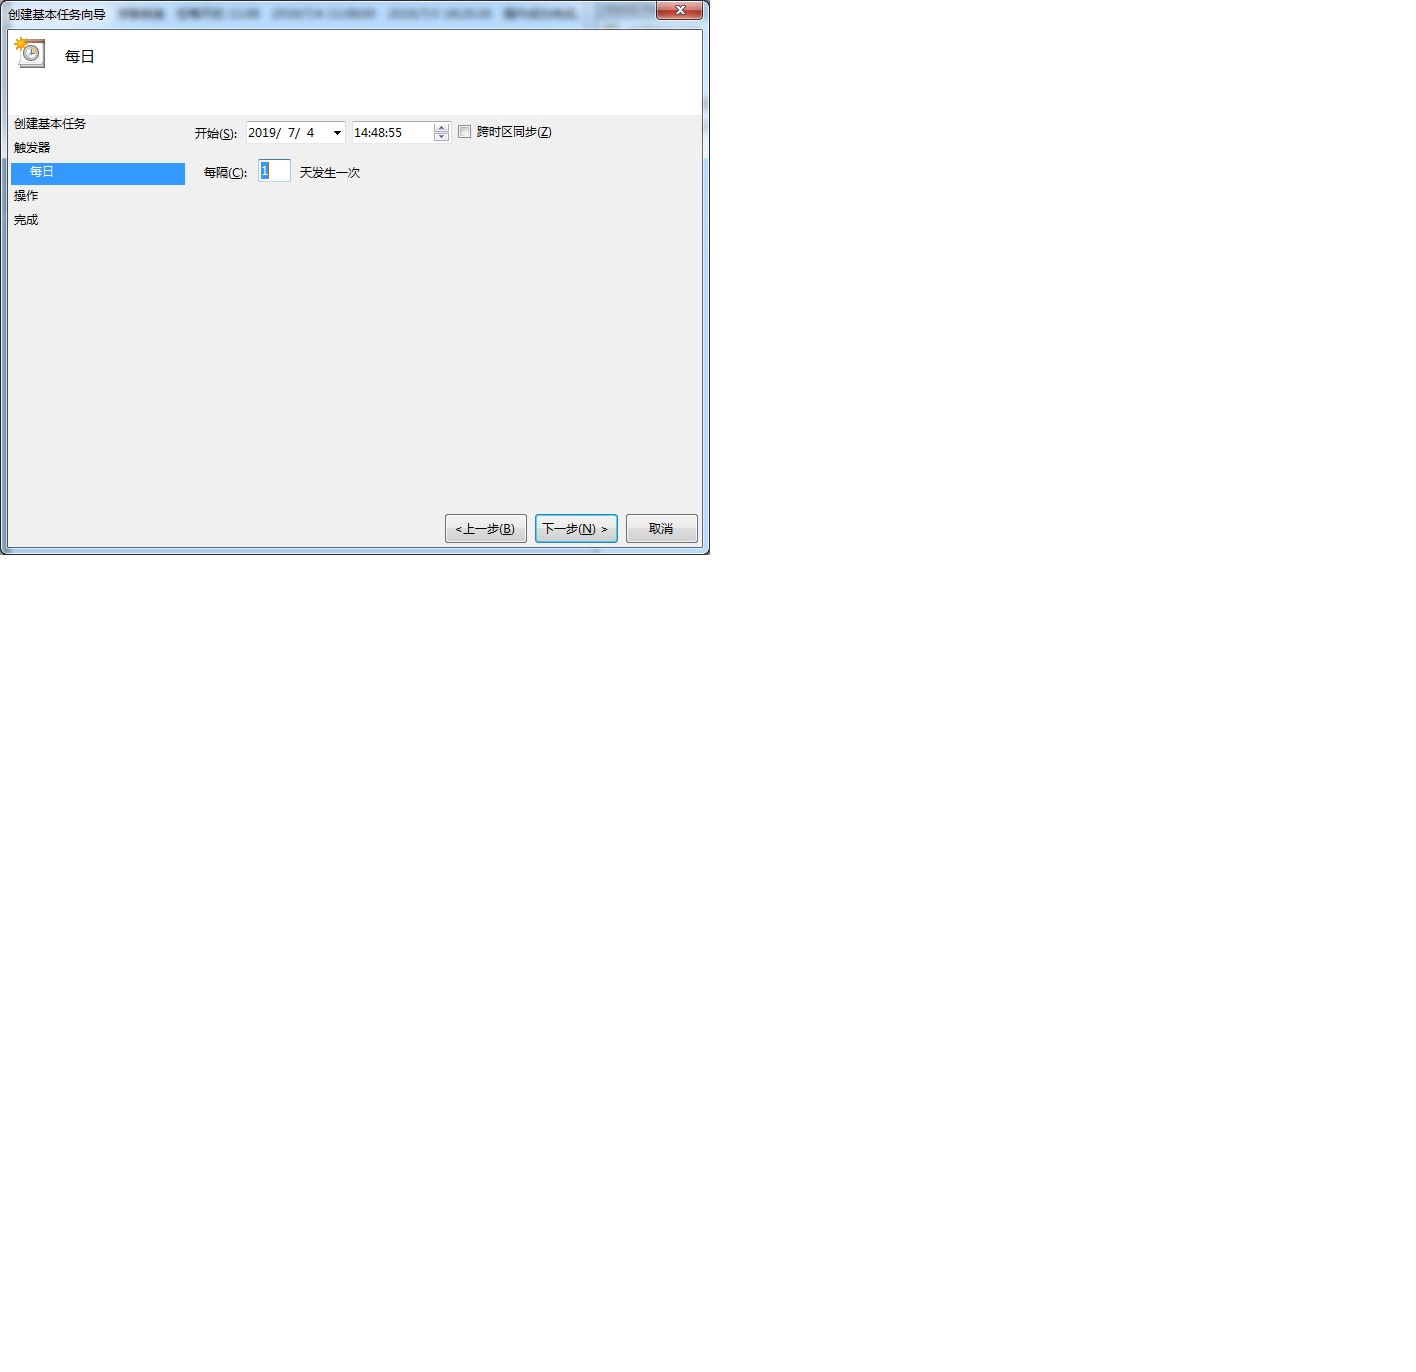 创建基本任务向导
每日
创建基本任务
触发器
每日
操作
完成
开始(S): 2019/ 7/ 4 14:48:55 跨时区同步(Z)
每隔(C): 1 天发生一次
<上一步(B) 下一步(N) > 取消